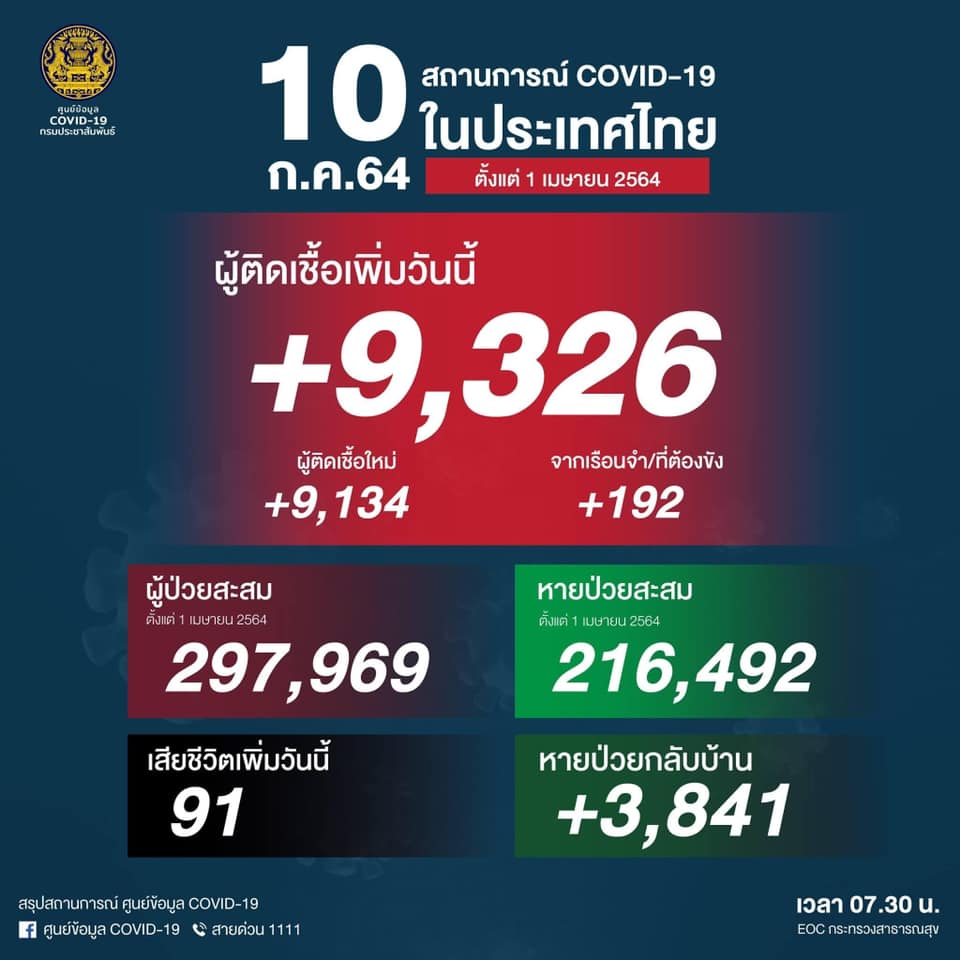 ศูนย์ข้อมูล
COVID-19
กรมประชาสัมพันธ์
10
ก.ค.64
สถานการณ์ COVID-19
ในประเทศไทย
ตั้งแต่ 1 เมษายน 2564
ผู้ติดเชื้อเพิ่มวันนี้
+9,326
ผู้ติดเชื้อใหม่
+9,134
จากเรือนจำ/ที่ต้องขัง
+192
ผู้ป่วยสะสม
ตั้งแต่ 1 เมษายน 2564
297,969
หายป่วยสะสม
ตั้งแต่ 1 เมษายน 2564
216,492
เสียชีวิตเพิ่มวันนี้
91
หายป่วยกลับบ้าน
+3,841
สรุปสถานการณ์ ศูนย์ข้อมูล COVID-19
ศูนย์ข้อมูล COVID-19 สายด่วน 1111
เวลา 07.30 น.
EOC กระทรวงสาธารณสุข